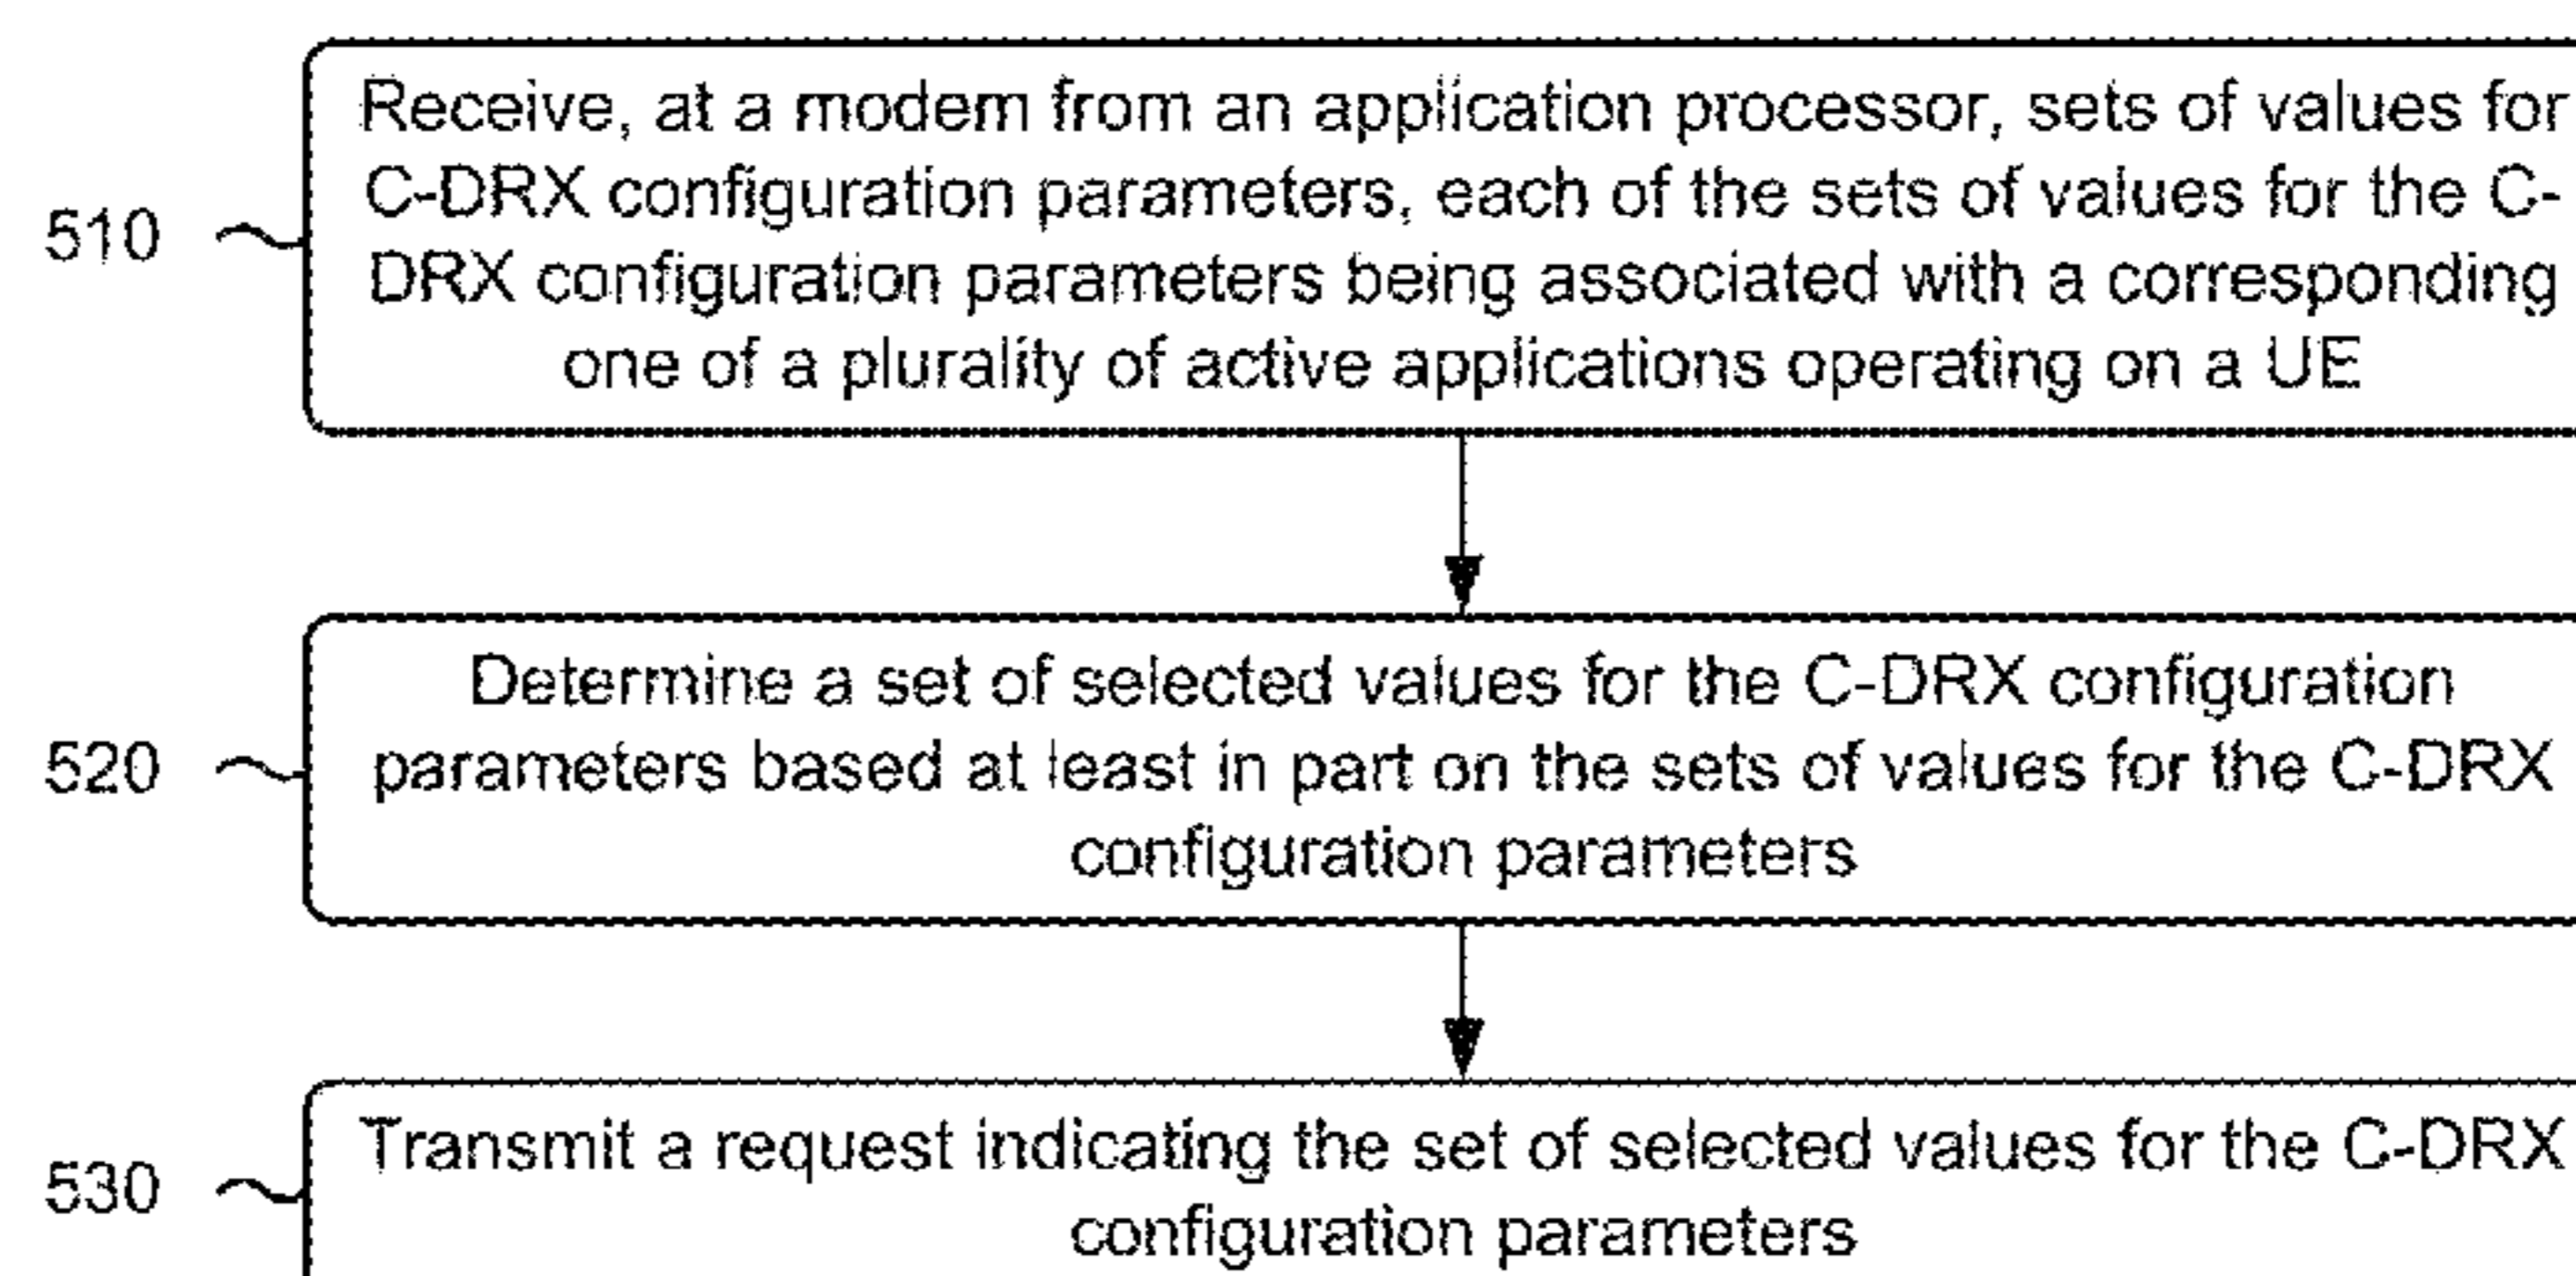 Receive, at a modem from an application processor, sets of values for
C-DRX configuration parameters, each of the sets of values for the C-
510
DRX configuration parameters being associated with a corresponding
one of a plurality of active applications operating on a UE
Determine a set of selected values for the C-DRX configuration
520
parameters based at least in part on the sets of values for the C-DRX
configuration parameters
Transmit a request indicating the set of selected values for the C-DRX
530
configuration parameters